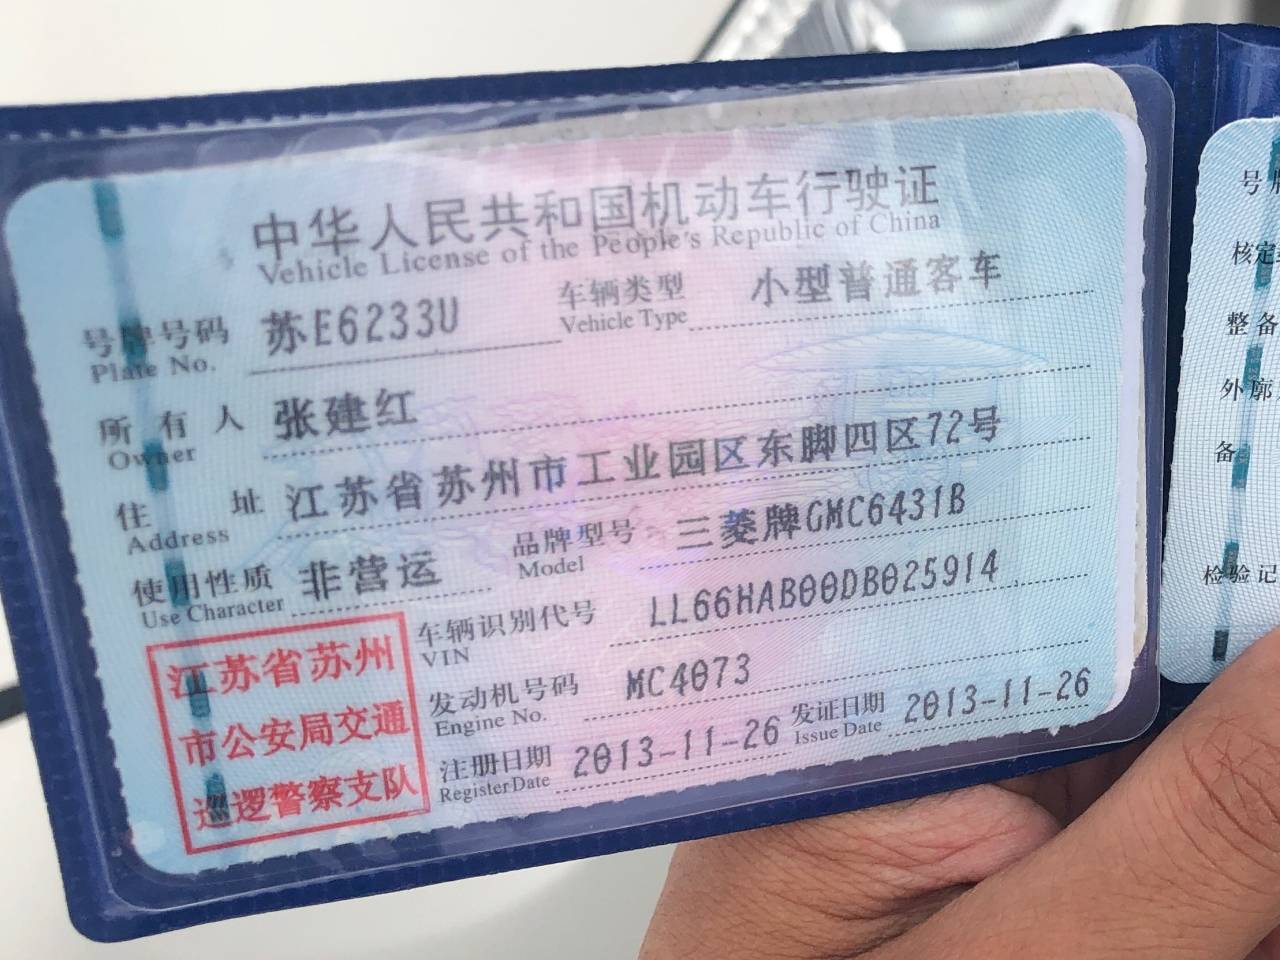 中华人民共和国机动车行驶证
Vehicle License of the People's Republic of China
号牌号码 苏E6233U 车辆类型 小型普通客车
Plate No. Vehicle Type
所有人 张建红
Owner
住址 江苏省苏州市工业园区东脚四区72号
Address
使用性质 非营运 品牌型号 三菱牌GMC6431B
Use Character Model
车辆识别代号 LL66HAB00DB025914
VIN
发动机号码 MC4073
Engine No.
注册日期 2013-11-26 发证日期 2013-11-26
Register Date Issue Date
江苏省苏州
市公安局交通
巡逻警察支队
号
核定
整备
外廓
备
检验记